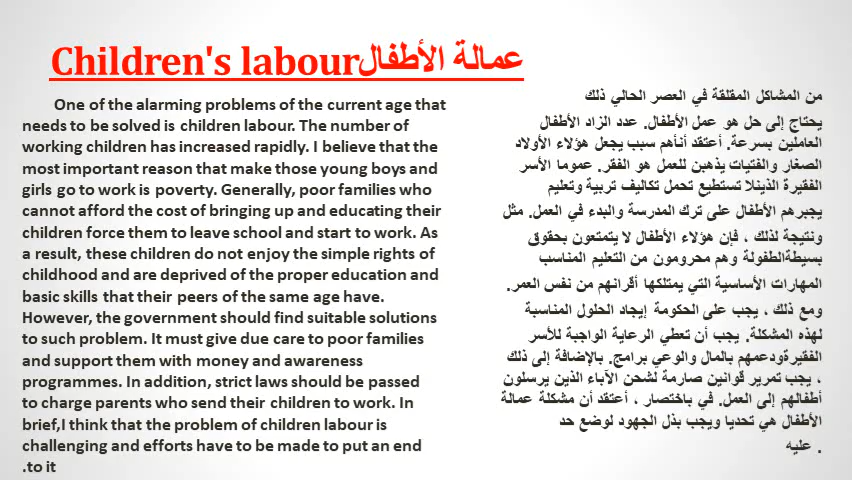 Children's labourعمالة الأطفال
One of the alarming problems of the current age that
needs to be solved is children labour. The number of
working children has increased rapidly. I believe that the
most important reason that make those young boys and
girls go to work is poverty. Generally, poor families who
cannot afford the cost of bringing up and educating their
children force them to leave school and start to work. As
a result, these children do not enjoy the simple rights of
childhood and are deprived of the proper education and
basic skills that their peers of the same age have.
However, the government should find suitable solutions
to such problem. It must give due care to poor families
and support them with money and awareness
programmes. In addition, strict laws should be passed
to charge parents who send their children to work. In
brief,I think that the problem of children labour is
challenging and efforts have to be made to put an end
.to it
من المشاكل المقلقة في العصر الحالي ذلك
يحتاج إلى حل هو عمل الأطفال. عدد الزاد الأطفال
العاملين بسرعة. أعتقد أنأهم سبب يجعل هؤلاء الأولاد
الصغار والفتيات يذهبن للعمل هو الفقر. عموما الأسر
الفقيرة الذينلا تستطيع تحمل تكاليف تربية وتعليم
يجبرهم الأطفال على ترك المدرسة والبدء في العمل. مثل
ونتيجة لذلك ، فإن هؤلاء الأطفال لا يتمتعون بحقوق
بسيطةالطفولة وهم محرومون من التعليم المناسب
المهارات الأساسية التي يمتلكها أقرانهم من نفس العمر.
ومع ذلك ، يجب على الحكومة إيجاد الحلول المناسبة
لهذه المشكلة. يجب أن تعطي الرعاية الواجبة للأسر
الفقيرةودعمهم بالمال والوعي برامج. بالإضافة إلى ذلك
، يجب تمرير قوانين صارمة لشحن الآباء الذين يرسلون
أطفالهم إلى العمل. في باختصار ، أعتقد أن مشكلة عمالة
الأطفال هي تحديا ويجب بذل الجهود لوضع حد
عليه .